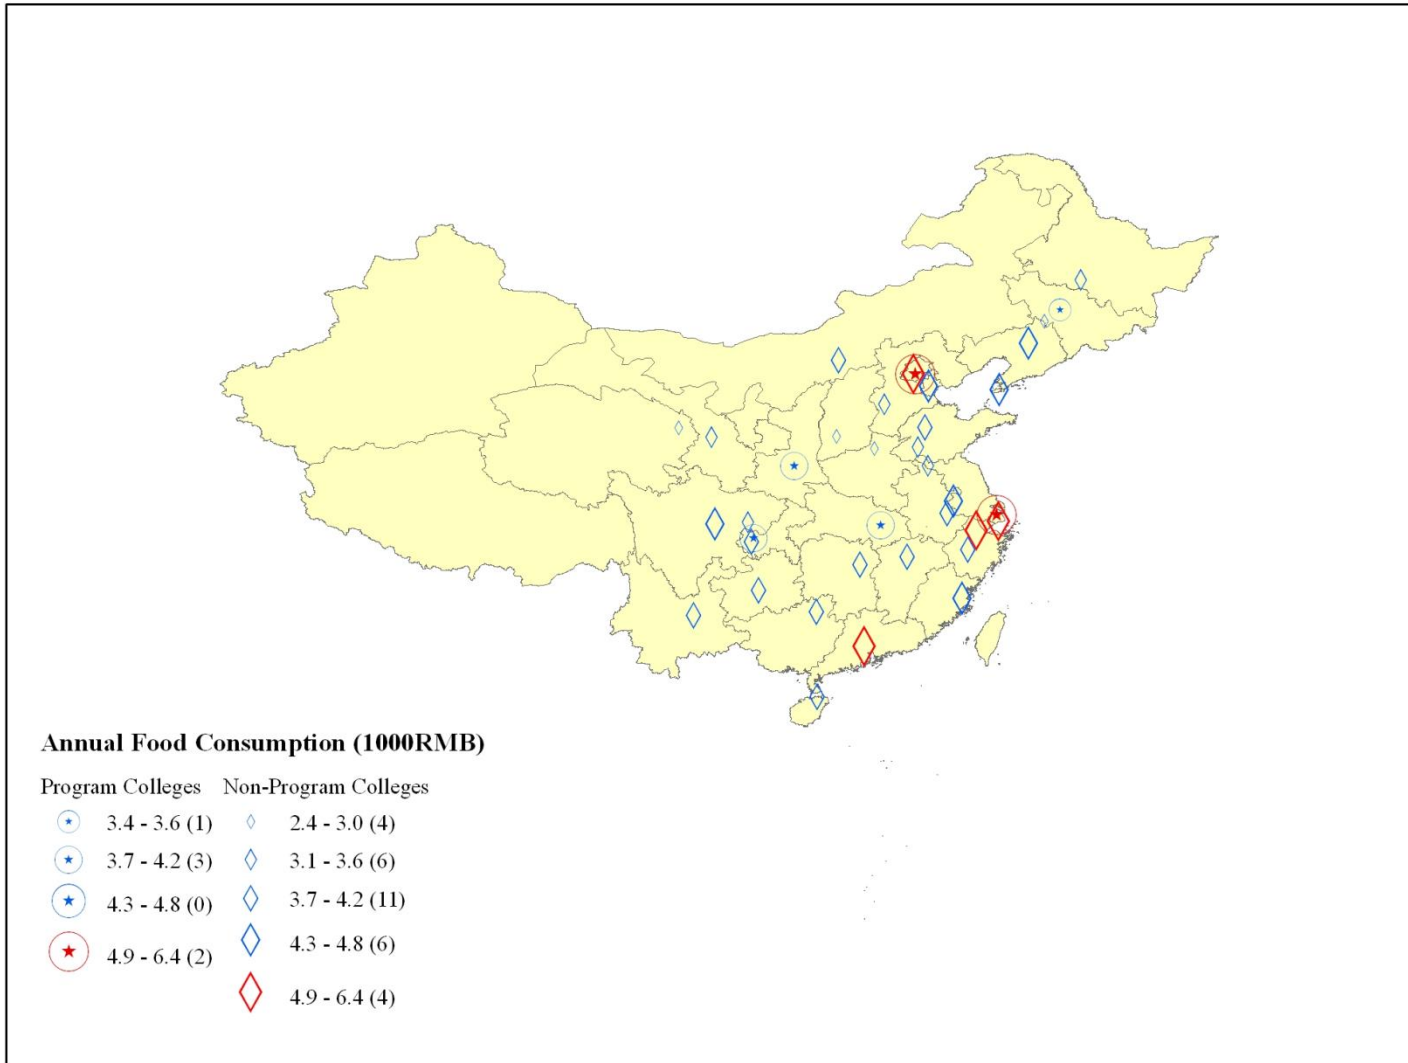 Annual Food Consumption (1000RMB)
Program Colleges Non-Program Colleges
3.4 - 3.6 (1) 2.4 - 3.0 (4)
3.7 - 4.2 (3) 3.1 - 3.6 (6)
4.3 - 4.8 (0) 3.7 - 4.2 (11)
4.9 - 6.4 (2) 4.3 - 4.8 (6)
4.9 - 6.4 (4)